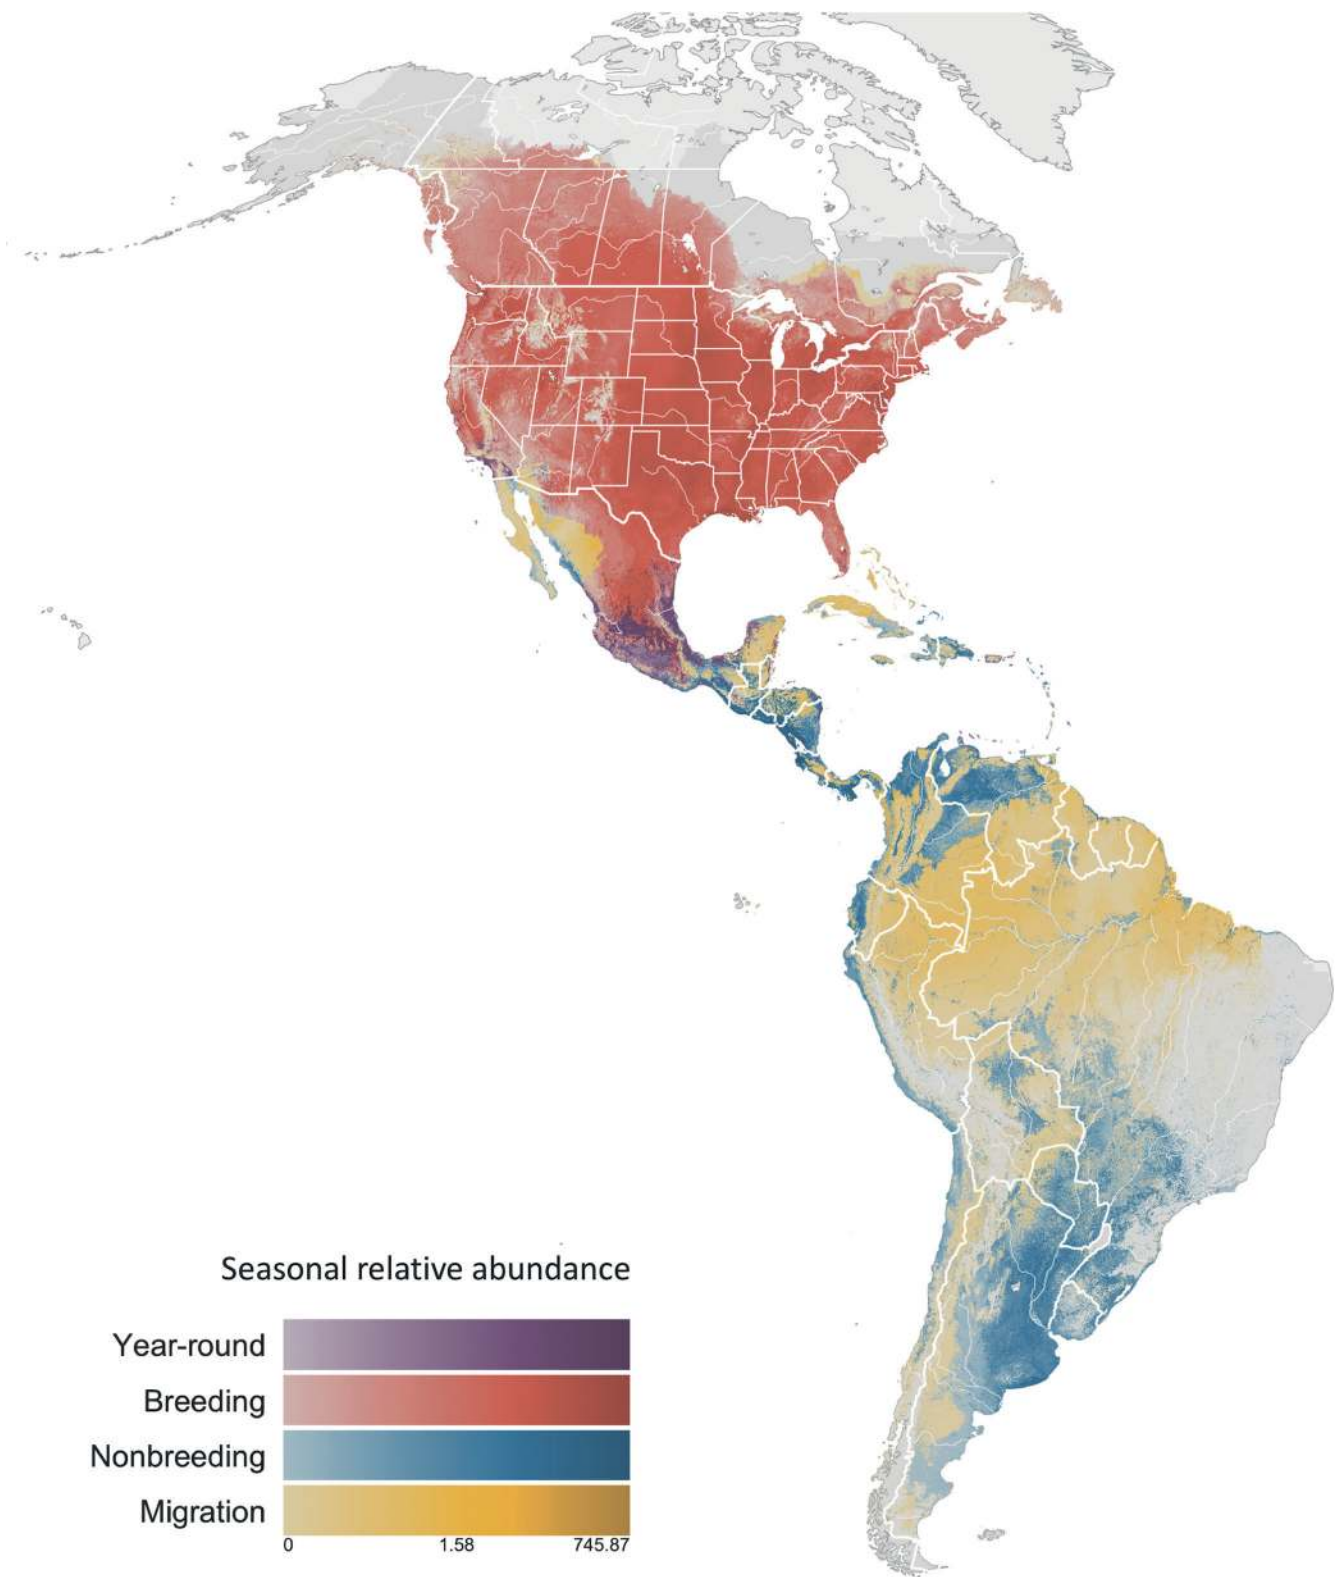 Seasonal relative abundance
Year-round
Breeding
Nonbreeding
Migration
0 1.58 745.87